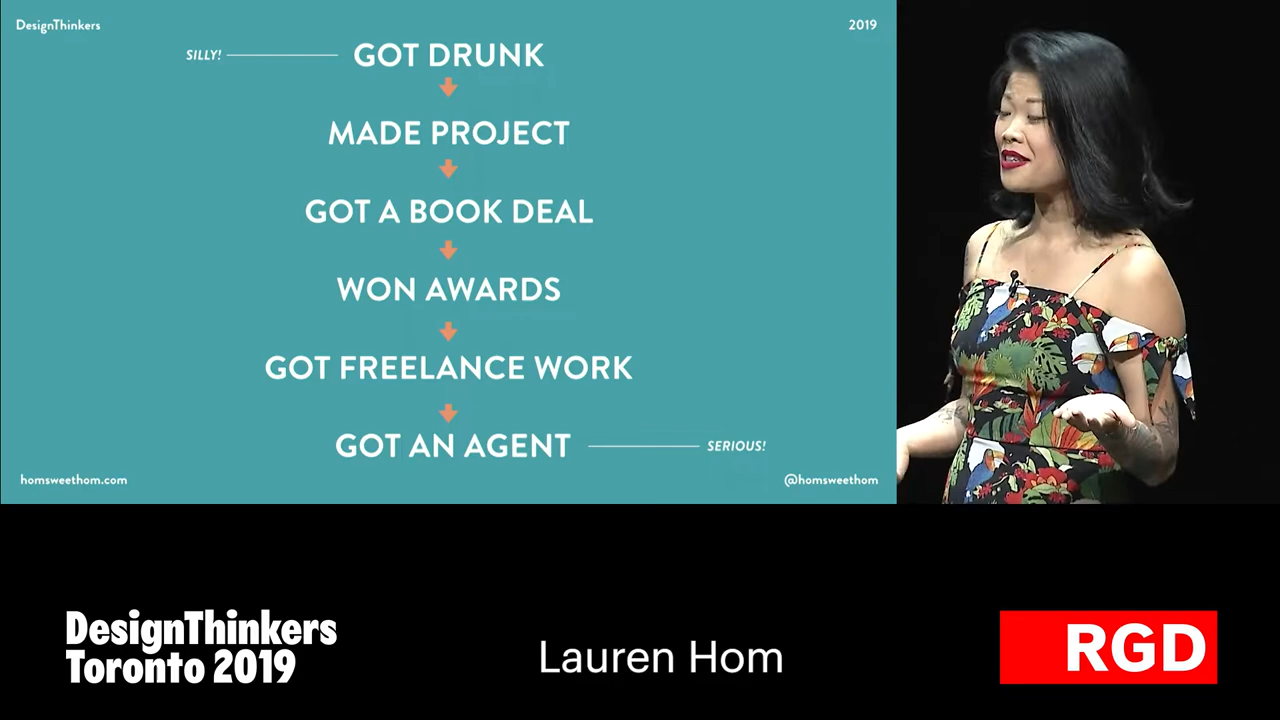 DesignThinkers
2019
SILLY!
GOT DRUNK
MADE PROJECT
GOT A BOOK DEAL
WON AWARDS
GOT FREELANCE WORK
GOT AN AGENT
SERIOUS!
homsweethom.com
@homsweethom
DesignThinkers
Toronto 2019
Lauren Hom
RGD